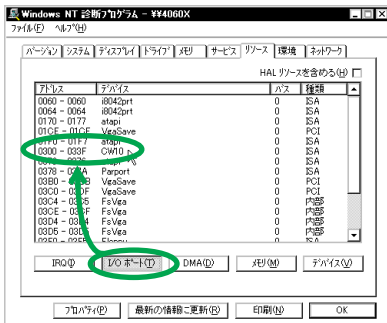 Windows NT 診断プログラム - ¥¥4060X
ファイル(F) ヘルプ(H)
バージョン システム ディスプレイ ドライブ メモリ サービス リソース 環境 ネットワーク
HAL リソースを含める(H)
アドレス デバイス バス 種類
0060 - 0060 i8042prt 0 ISA
0064 - 0064 i8042prt 0 ISA
0170 - 0177 atapi 0 ISA
01CE - 01CF VgaSave 0 PCI
01F0 - 01F7 atapi 0 ISA
0300 - 033F CW10 1 0 ISA
0 ISA
0378 - Parport 0 ISA
03B0 - VgaSave 0 PCI
03C0 - VgaSave 0 PCI
03C4 - FsVga 0 内部
03CE - FsVga 0 内部
03D4 - FsVga 0 内部
03D5 - FsVga 0 内部
0 ISA
IRQ(I) I/O ポート(T) DMA(D) メモリ(M) デバイス(V)
プロパティ(P) 最新の情報に更新(R) 印刷(N) OK